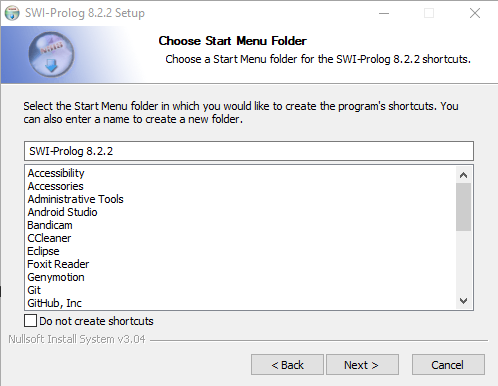 SWI-Prolog 8.2.2 Setup
Choose Start Menu Folder
Choose a Start Menu folder for the SWI-Prolog 8.2.2 shortcuts.
Select the Start Menu folder in which you would like to create the program's shortcuts. You
can also enter a name to create a new folder.
SWI-Prolog 8.2.2
Accessibility
Accessories
Administrative Tools
Android Studio
Bandicam
CCleaner
Eclipse
Foxit Reader
Genymotion
Git
GitHub, Inc
Do not create shortcuts
Nullsoft Install System v3.04
< Back Next > Cancel